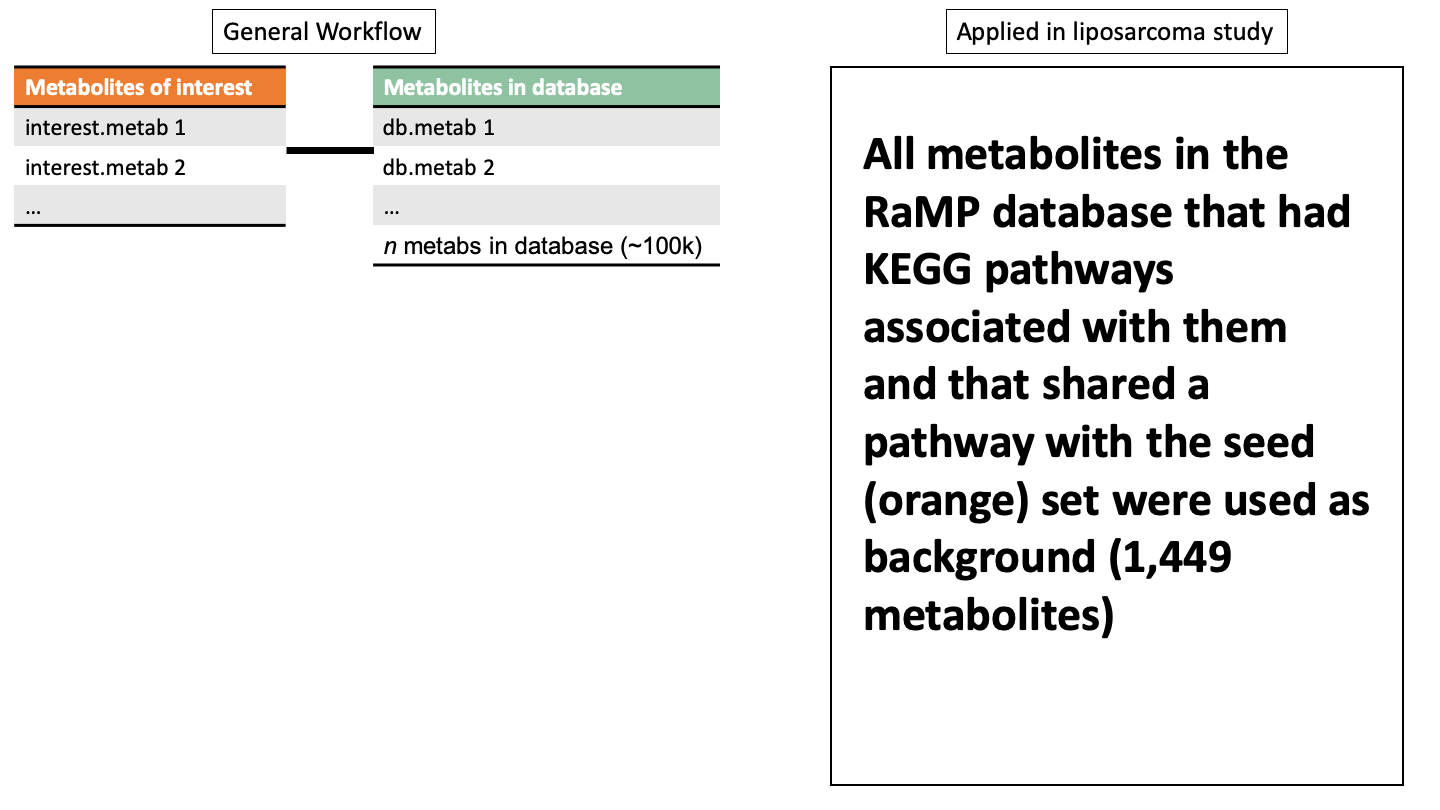 General Workflow
Metabolites of interest
interest.metab 1
interest.metab 2
...
Metabolites in database
db.metab 1
db.metab 2
...
n metabs in database (~100k)
Applied in liposarcoma study
All metabolites in the
RaMP database that had
KEGG pathways
associated with them
and that shared a
pathway with the seed
(orange) set were used as
background (1,449
metabolites)